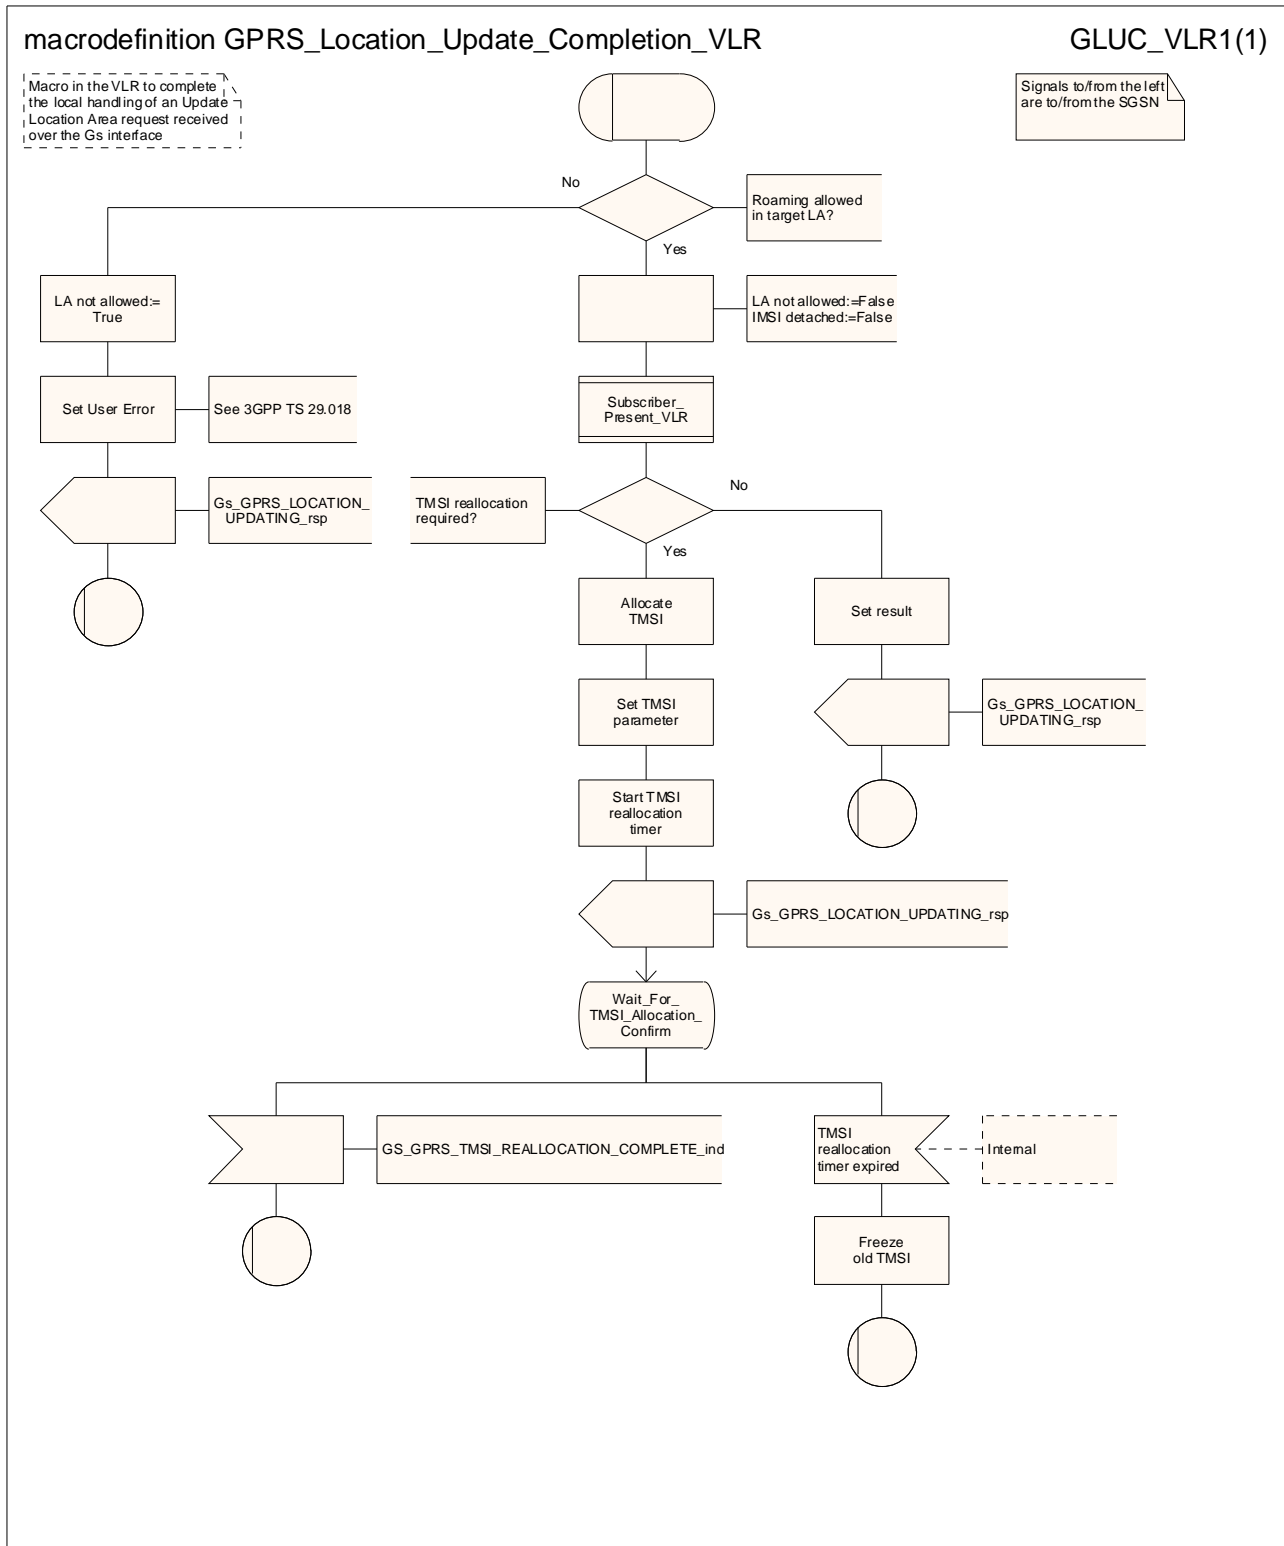 macrodefinition GPRS_Location_Update_Completion_VLR
GLUC_VLR1(1)
Macro in the VLR to complete
the local handling of an Update
Location Area request received
over the Gs interface
Signals to/from the left
are to/from the SGSN
No
Roaming allowed
in target LA?
Yes
LA not allowed:=
True
LA not allowed:=False
IMSI detached:=False
Set User Error
See 3GPP TS 29.018
Subscriber_
Present_VLR
Gs_GPRS_LOCATION_
UPDATING_rsp
TMSI reallocation
required?
No
Yes
Allocate
TMSI
Set result
Set TMSI
parameter
Gs_GPRS_LOCATION_
UPDATING_rsp
Start TMSI
reallocation
timer
Gs_GPRS_LOCATION_UPDATING_rsp
Wait_For_
TMSI_Allocation_
Confirm
GS_GPRS_TMSI_REALLOCATION_COMPLETE_ind
TMSI
reallocation
timer expired
Internal
Freeze
old TMSI